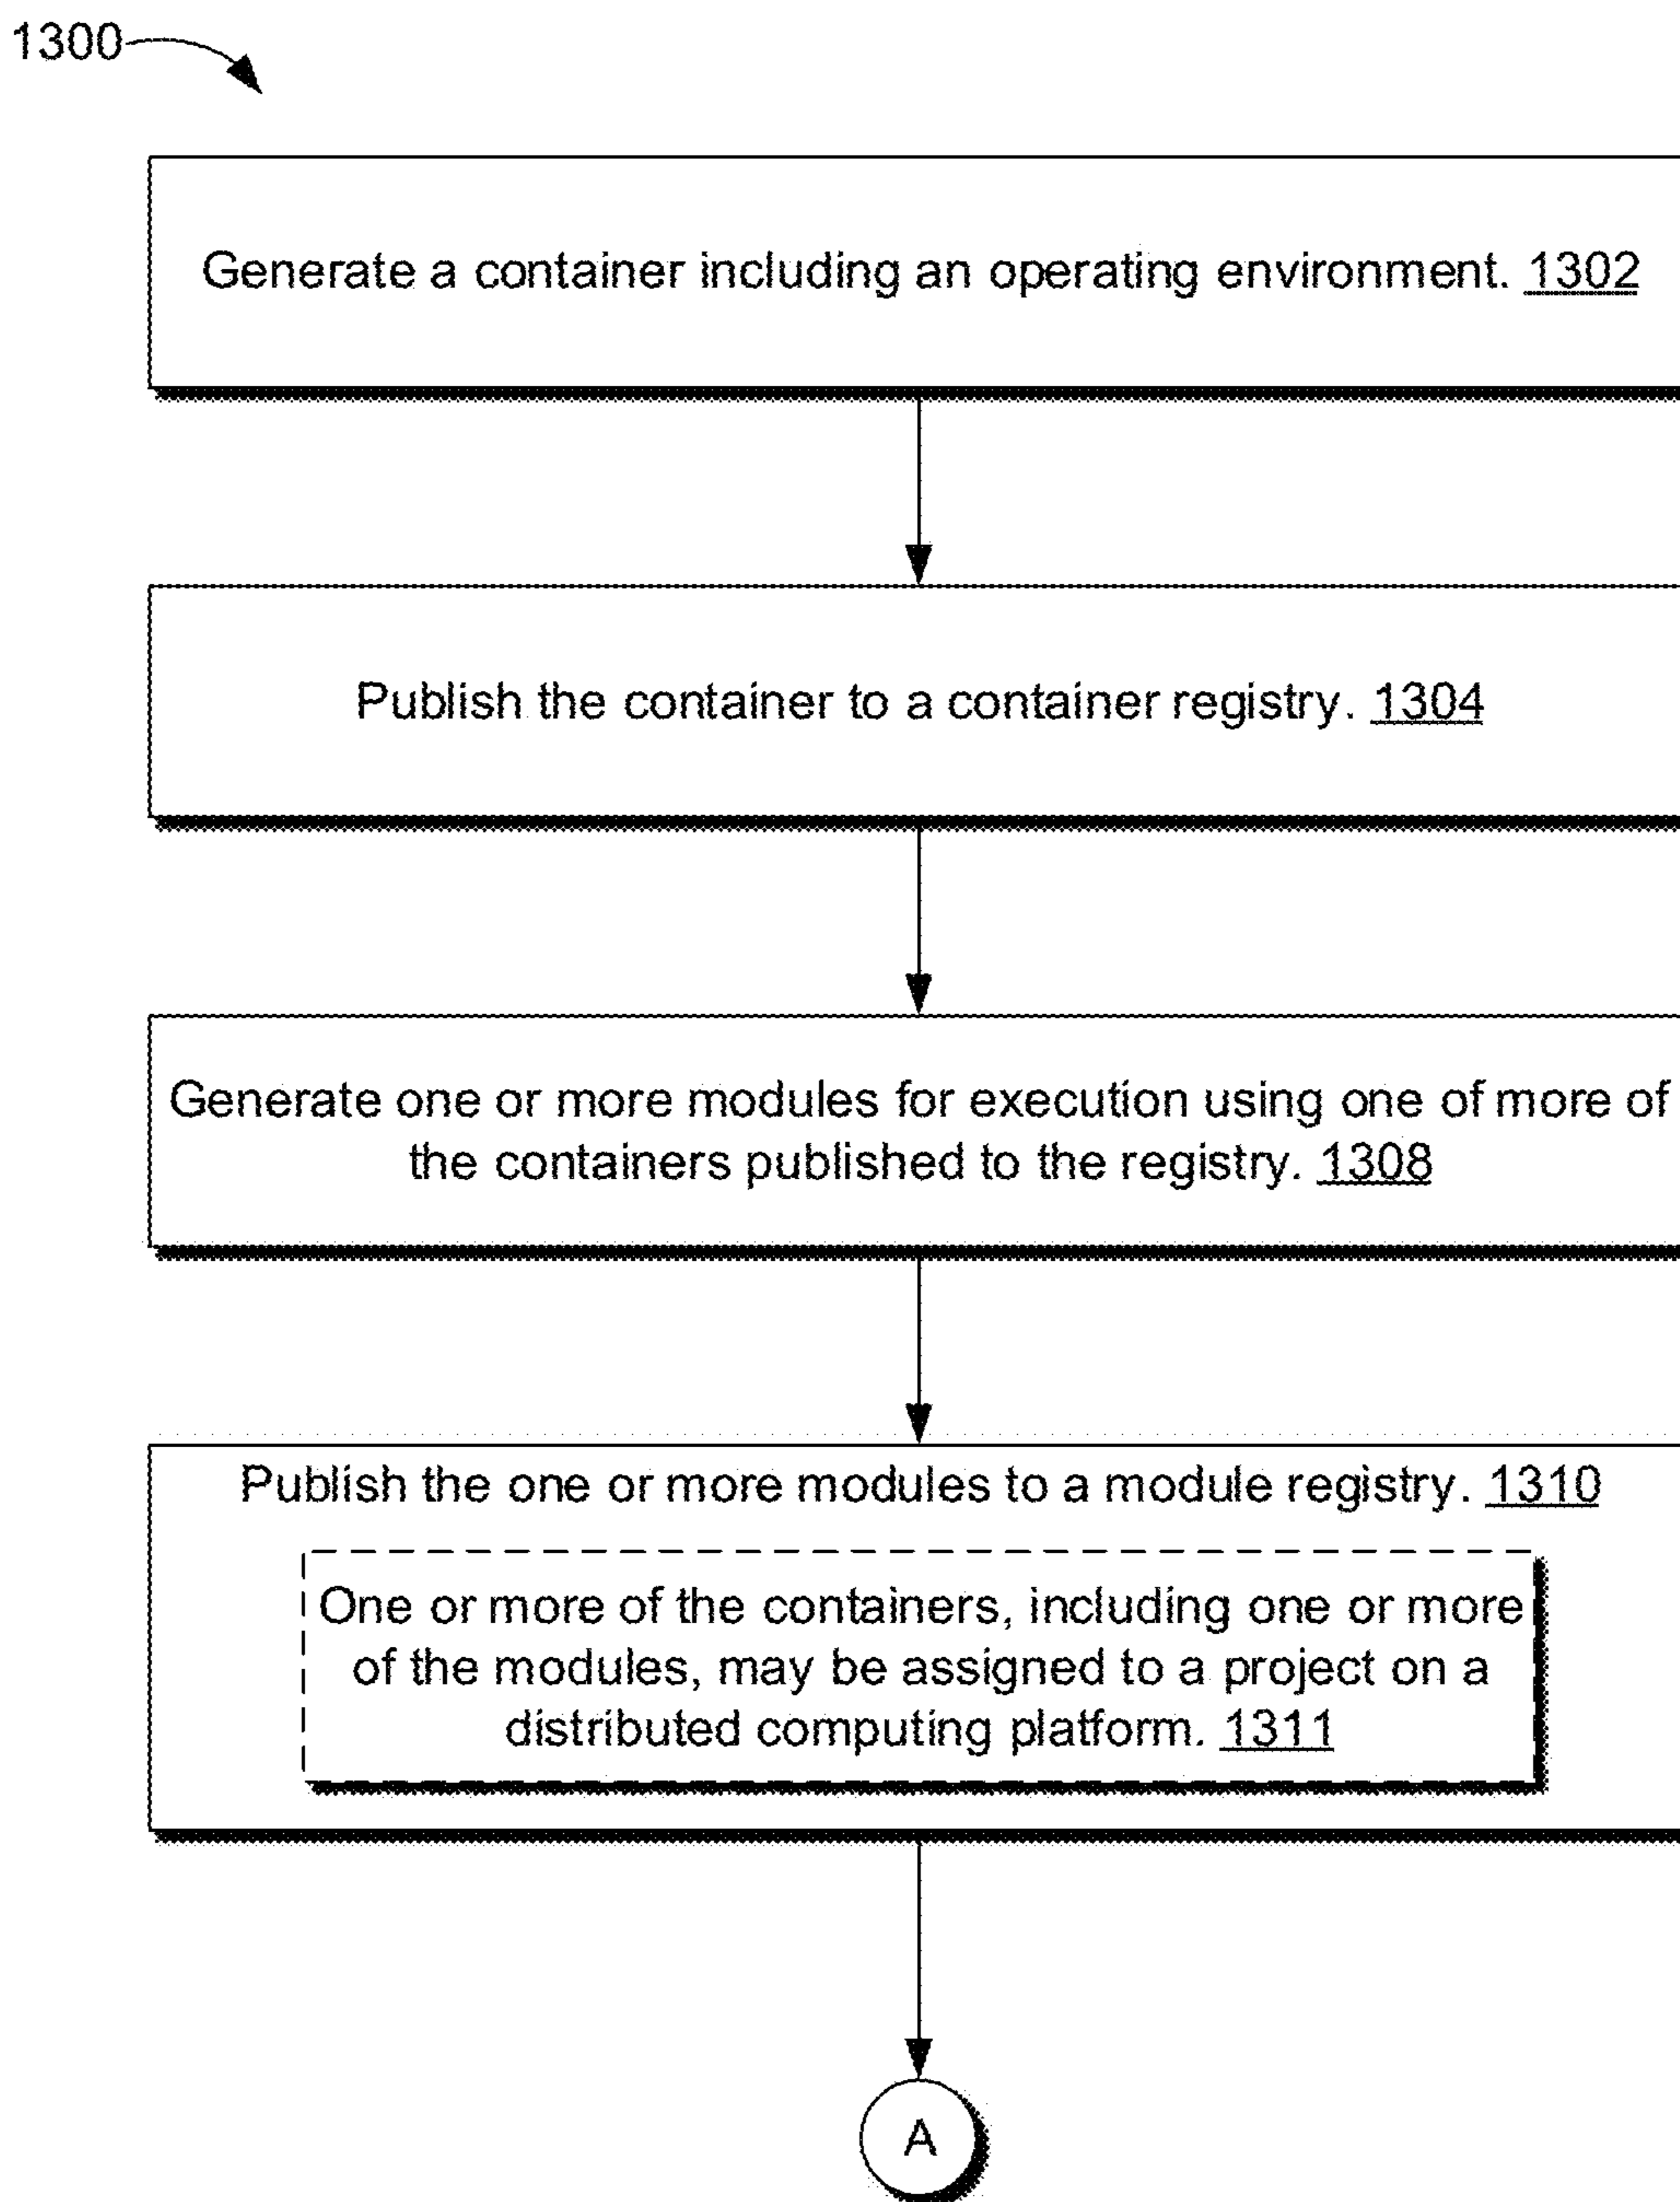 1300
Generate a container including an operating environment. 1302
Publish the container to a container registry. 1304
Generate one or more modules for execution using one of more of
the containers published to the registry. 1308
Publish the one or more modules to a module registry. 1310
One or more of the containers, including one or more
of the modules, may be assigned to a project on a
distributed computing platform. 1311
A